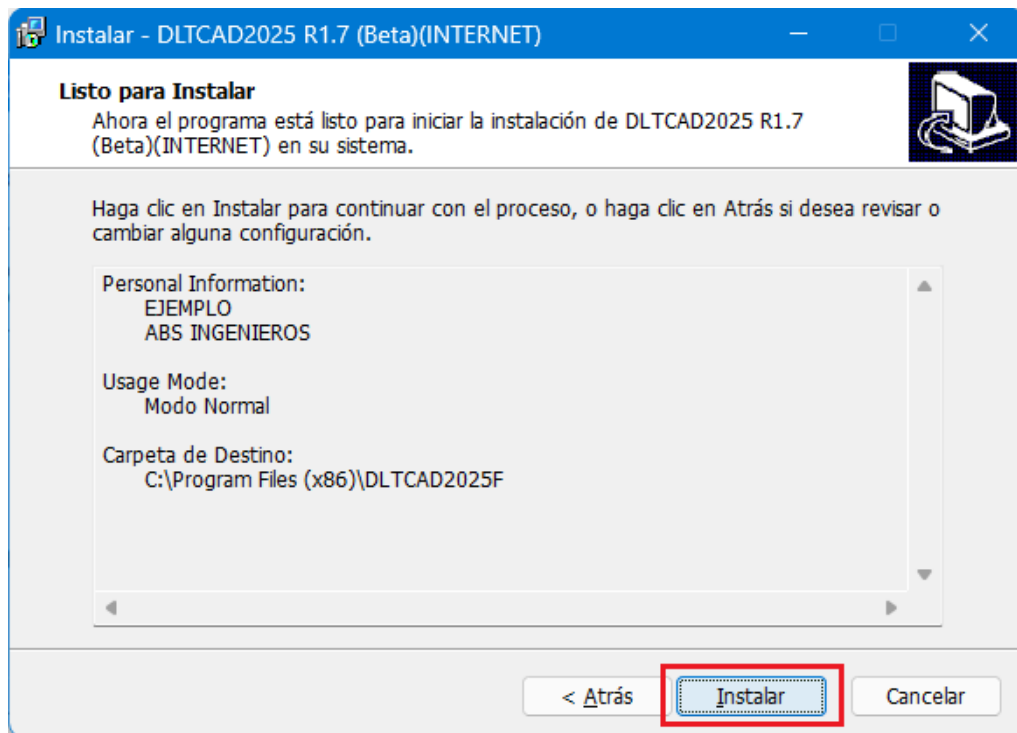 Instalar - DLTCAD2025 R1.7 (Beta)(INTERNET)
Listo para Instalar
Ahora el programa está listo para iniciar la instalación de DLTCAD2025 R1.7
(Beta)(INTERNET) en su sistema.
Haga clic en Instalar para continuar con el proceso, o haga clic en Atrás si desea revisar o
cambiar alguna configuración.
Personal Information:
EJEMPLO
ABS INGENIEROS
Usage Mode:
Modo Normal
Carpeta de Destino:
C:\Program Files (x86)\DLTCAD2025F
< Atrás Instalar Cancelar